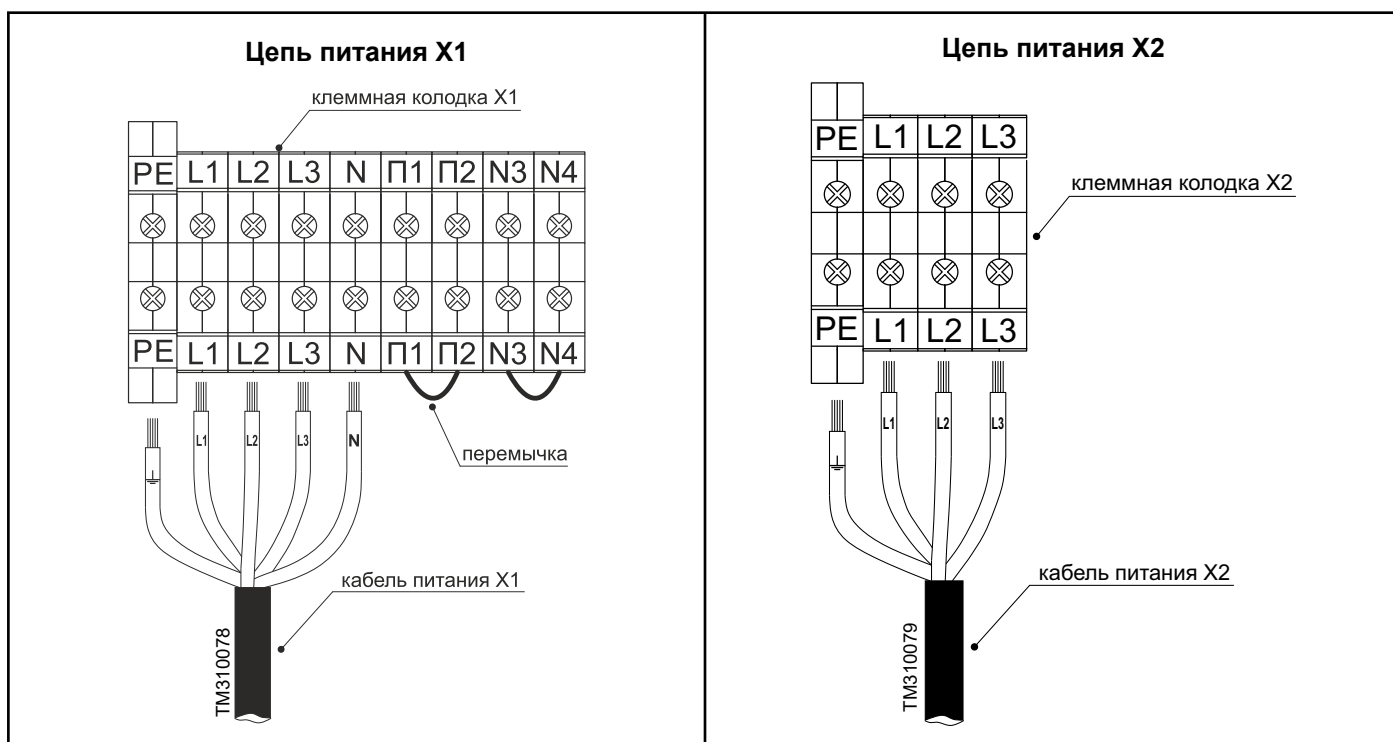 Цепь питания X1
клеммная колодка X1
PE L1 L2 L3 N П1 П2 N3 N4
PE L1 L2 L3 N П1 П2 N3 N4
L1 L2 L3 N
перемычка
кабель питания X1
TM310078
Цепь питания X2
PE L1 L2 L3
клеммная колодка X2
PE L1 L2 L3
L1 L2 L3
кабель питания X2
TM310079